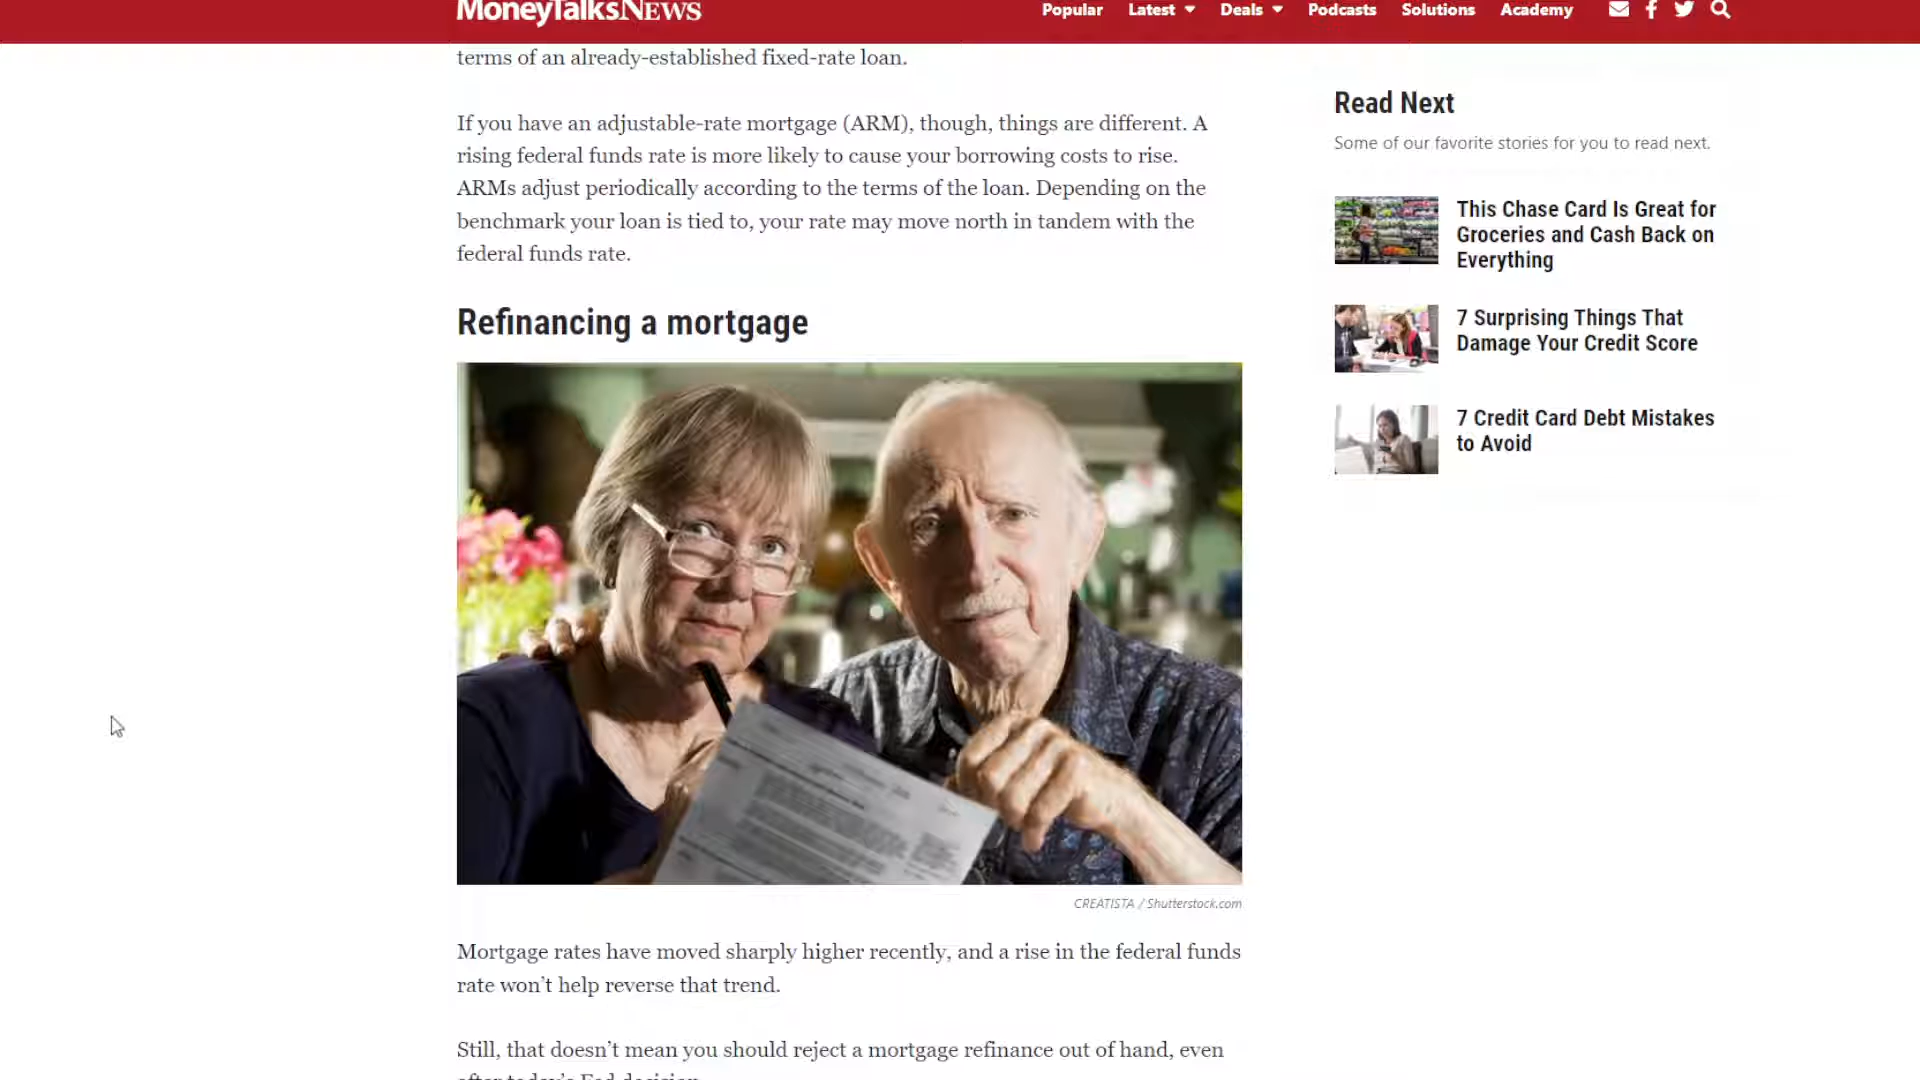 MoneyTalksNews
Popular
Latest
Deals
Podcasts
Solutions
Academy
terms of an already-established fixed-rate loan.
If you have an adjustable-rate mortgage (ARM), though, things are different. A
rising federal funds rate is more likely to cause your borrowing costs to rise.
ARMs adjust periodically according to the terms of the loan. Depending on the
benchmark your loan is tied to, your rate may move north in tandem with the
federal funds rate.
Refinancing a mortgage
CREATISTA / Shutterstock.com
Mortgage rates have moved sharply higher recently, and a rise in the federal funds
rate won’t help reverse that trend.
Still, that doesn’t mean you should reject a mortgage refinance out of hand, even
after today’s Fed decision.
Read Next
Some of our favorite stories for you to read next.
This Chase Card Is Great for
Groceries and Cash Back on
Everything
7 Surprising Things That
Damage Your Credit Score
7 Credit Card Debt Mistakes
to Avoid